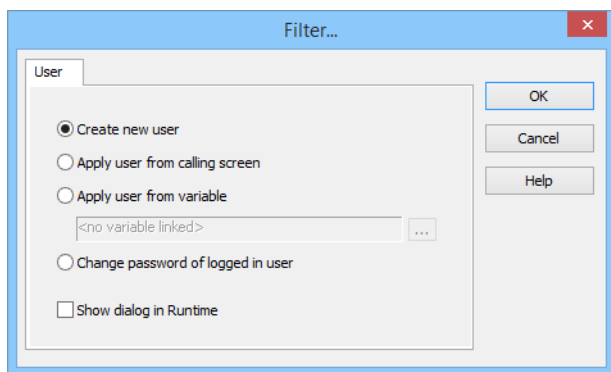 Filter...
User
OK
Create new user
Cancel
Apply user from calling screen
Help
Apply user from variable
<no variable linked>
...
Change password of logged in user
Show dialog in Runtime